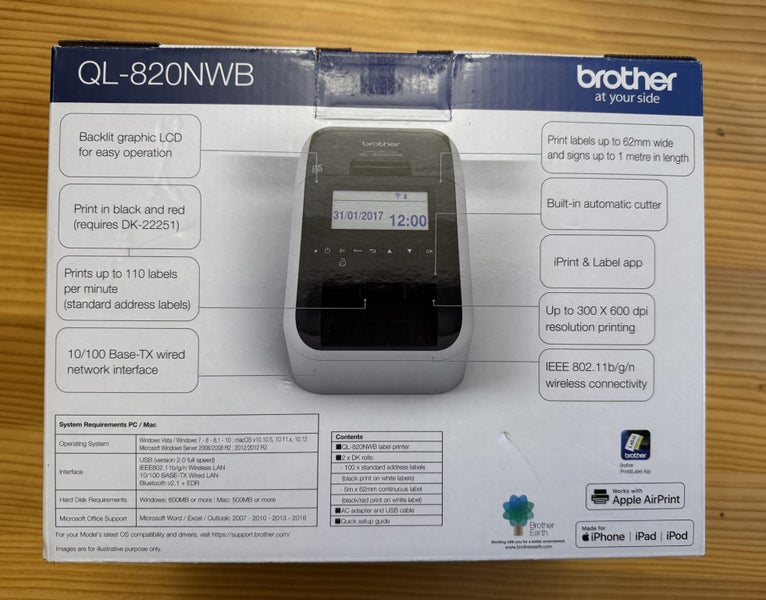 QL-820NWB
brother
at your side
Backlit graphic LCD
for easy operation
Print in black and red
(requires DK-22251)
Prints up to 110 labels
per minute
(standard address labels)
10/100 Base-TX wired
network interface
brother
QL-820NWB
31/01/2017 12:00
OK
Print labels up to 62mm wide
and signs up to 1 metre in length
Built-in automatic cutter
iPrint & Label app
Up to 300 X 600 dpi
resolution printing
IEEE 802.11b/g/n
wireless connectivity
System Requirements PC / Mac
Operating System
Windows Vista / Windows 7 - 8 - 8.1 - 10 ; macOS v10.10.5, 10.11.x, 10.12
Microsoft Windows Server 2008/2008 R2 ; 2012/2012 R2
Interface
USB (version 2.0 full speed)
IEEE802.11b/g/n Wireless LAN
10/100 BASE-TX Wired LAN
Bluetooth v2.1 + EDR
Hard Disk Requirements
Windows: 600MB or more ; Mac: 500MB or more
Microsoft Office Support
Microsoft Word / Excel / Outlook: 2007 - 2010 - 2013 - 2016
For your Model's latest OS compatibility and drivers, visit https://support.brother.com/
Images are for illustrative purpose only.
Contents
■QL-820NWB label printer
■2 x DK rolls:
- 100 x standard address labels
(black print on white labels)
- 5m x 62mm continuous label
(black/red print on white label)
■AC adapter and USB cable
■Quick setup guide
Label
brother
Brother
iPrint&Label App
Brother
Earth
Working with you for a better environment
www.brotherearth.com
Works with
Apple AirPrint
Made for
iPhone | iPad | iPod